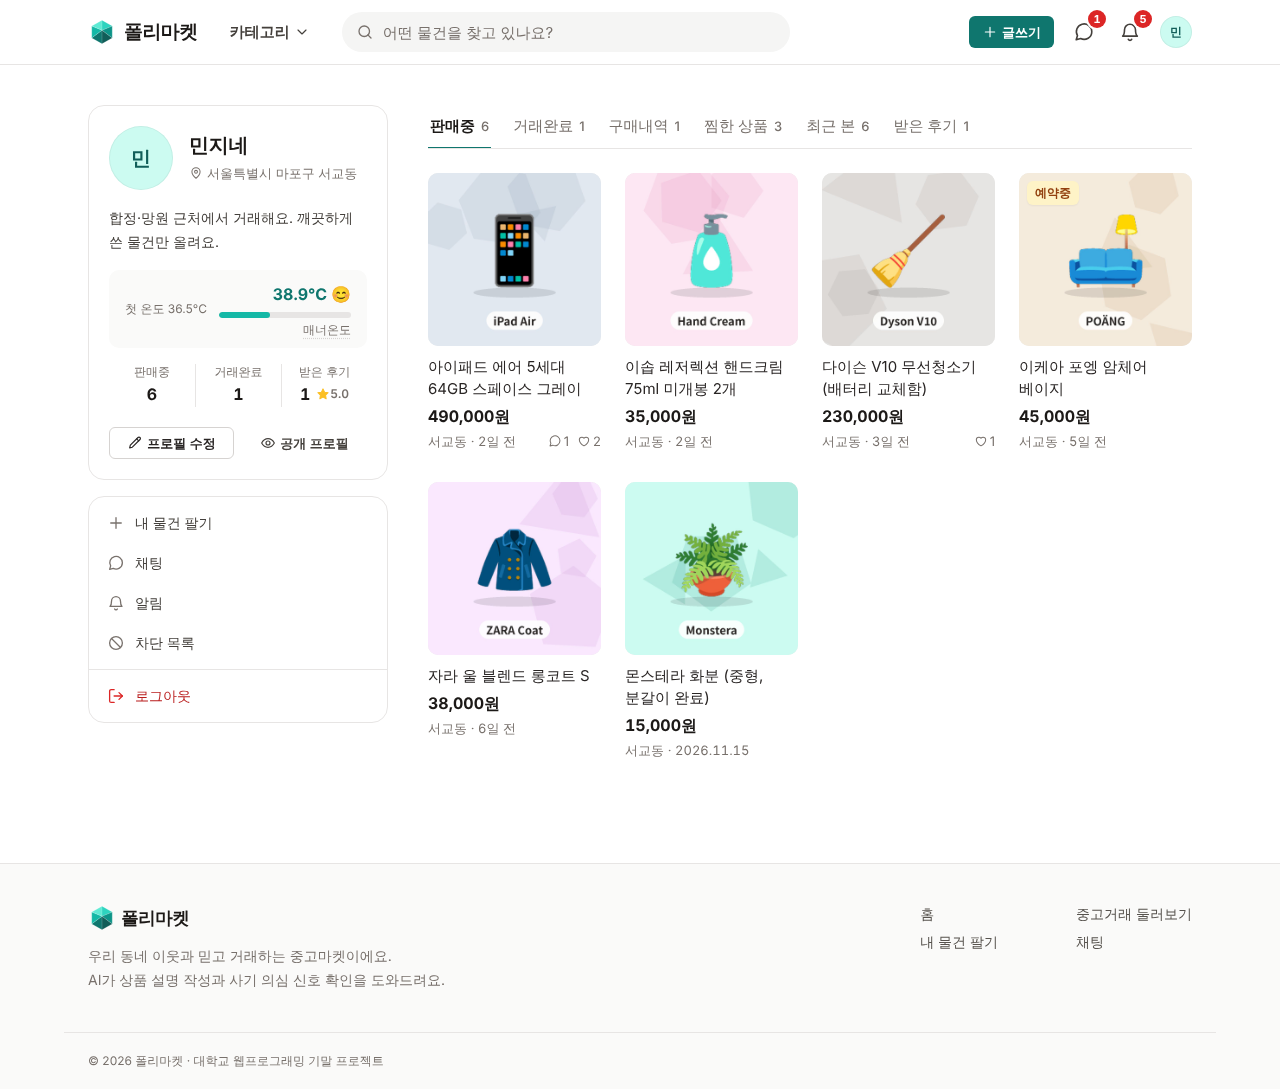 폴리마켓
카테고리
어떤 물건을 찾고 있나요?
글쓰기
1
5
민
민
민지네
서울특별시 마포구 서교동
합정·망원 근처에서 거래해요. 깨끗하게
쓴 물건만 올려요.
첫 온도 36.5°C
38.9°C
매너온도
판매중
6
거래완료
1
받은 후기
1 5.0
프로필 수정
공개 프로필
내 물건 팔기
채팅
알림
차단 목록
로그아웃
판매중 6
거래완료 1
구매내역 1
찜한 상품 3
최근 본 6
받은 후기 1
iPad Air
아이패드 에어 5세대
64GB 스페이스 그레이
490,000원
서교동 · 2일 전 1 2
Hand Cream
이솝 레저렉션 핸드크림
75ml 미개봉 2개
35,000원
서교동 · 2일 전
Dyson V10
다이슨 V10 무선청소기
(배터리 교체함)
230,000원
서교동 · 3일 전 1
예약중
POÄNG
이케아 포엥 암체어
베이지
45,000원
서교동 · 5일 전
ZARA Coat
자라 울 블렌드 롱코트 S
38,000원
서교동 · 6일 전
Monstera
몬스테라 화분 (중형,
분갈이 완료)
15,000원
서교동 · 2026.11.15
폴리마켓
우리 동네 이웃과 믿고 거래하는 중고마켓이에요.
AI가 상품 설명 작성과 사기 의심 신호 확인을 도와드려요.
홈
중고거래 둘러보기
내 물건 팔기
채팅
© 2026 폴리마켓 · 대학교 웹프로그래밍 기말 프로젝트